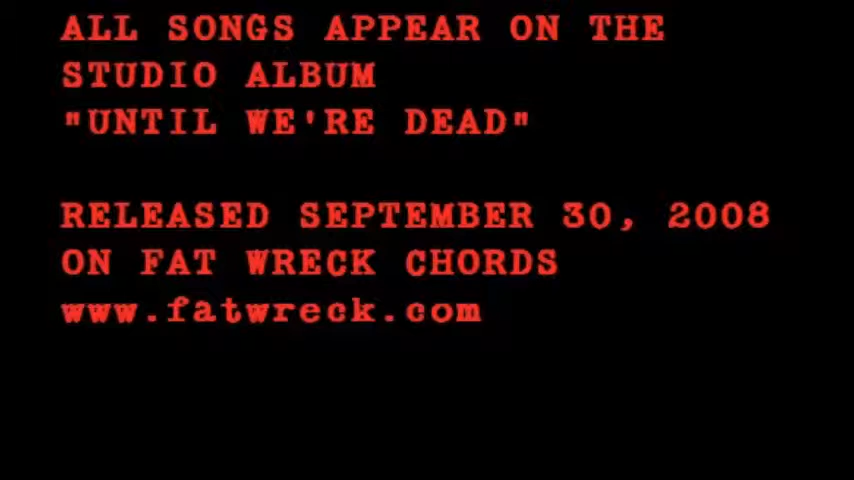 ALL SONGS APPEAR ON THE
STUDIO ALBUM
"UNTIL WE'RE DEAD"
RELEASED SEPTEMBER 30, 2008
ON FAT WRECK CHORDS
www.fatwreck.com